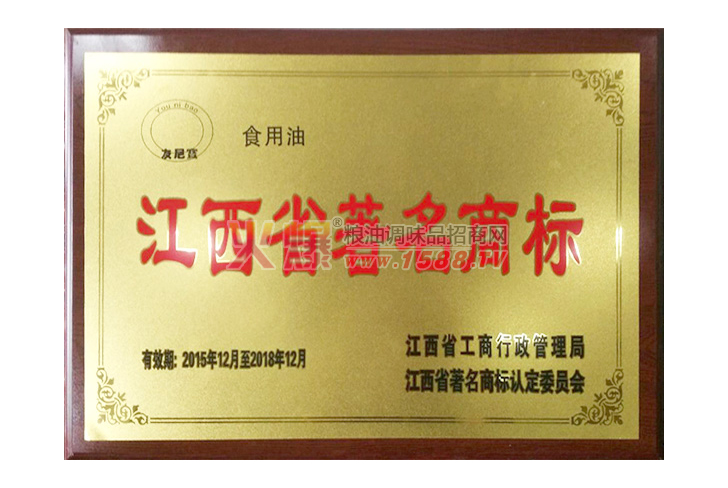 You ni bao
友尼宝
食用油
江西省著名商标
火爆®粮油调味品招商网
www.1588.TV
有效期: 2015年12月至2018年12月
江西省工商行政管理局
江西省著名商标认定委员会